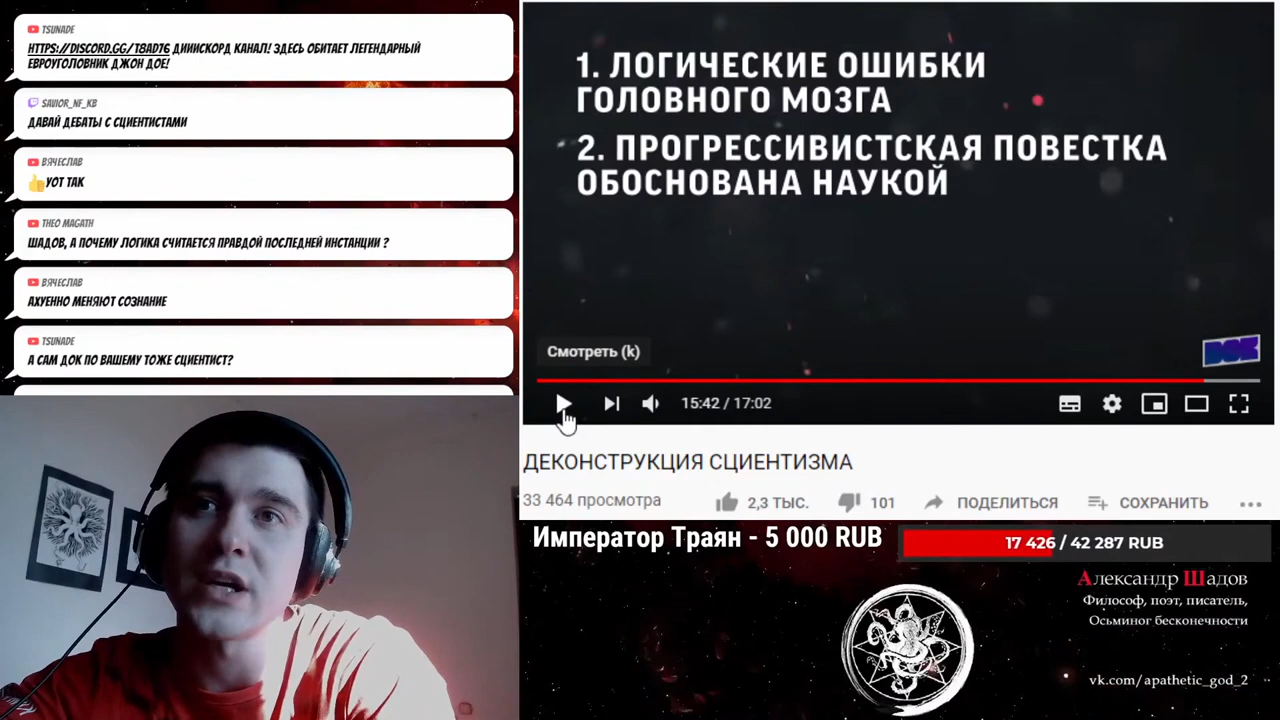 TSUNADE
HTTPS://DISCORD.GG/T8AD76 ДИИИСКОРД КАНАЛ! ЗДЕСЬ ОБИТАЕТ ЛЕГЕНДАРНЫЙ
ЕВРОУГОЛОВНИК ДЖОН ДОЕ!
SAVIOR_NF_KB
ДАВАЙ ДЕБАТЫ С СЦИЕНТИСТАМИ
ВЯЧЕСЛАВ
УОТ ТАК
THEO MAGATH
ШАДОВ, А ПОЧЕМУ ЛОГИКА СЧИТАЕТСЯ ПРАВДОЙ ПОСЛЕДНЕЙ ИНСТАНЦИИ ?
ВЯЧЕСЛАВ
АХУЕННО МЕНЯЮТ СОЗНАНИЕ
TSUNADE
А САМ ДОК ПО ВАШЕМУ ТОЖЕ СЦИЕНТИСТ?
1. ЛОГИЧЕСКИЕ ОШИБКИ
ГОЛОВНОГО МОЗГА
2. ПРОГРЕССИВИСТСКАЯ ПОВЕСТКА
ОБОСНОВАНА НАУКОЙ
Смотреть (k)
DOK
15:42 / 17:02
ДЕКОНСТРУКЦИЯ СЦИЕНТИЗМА
33 464 просмотра
2,3 ТЫС.
101
ПОДЕЛИТЬСЯ
СОХРАНИТЬ
Император Траян - 5 000 RUB
17 426 / 42 287 RUB
Александр Шадов
Философ, поэт, писатель,
Осьминог бесконечности
vk.com/apathetic_god_2